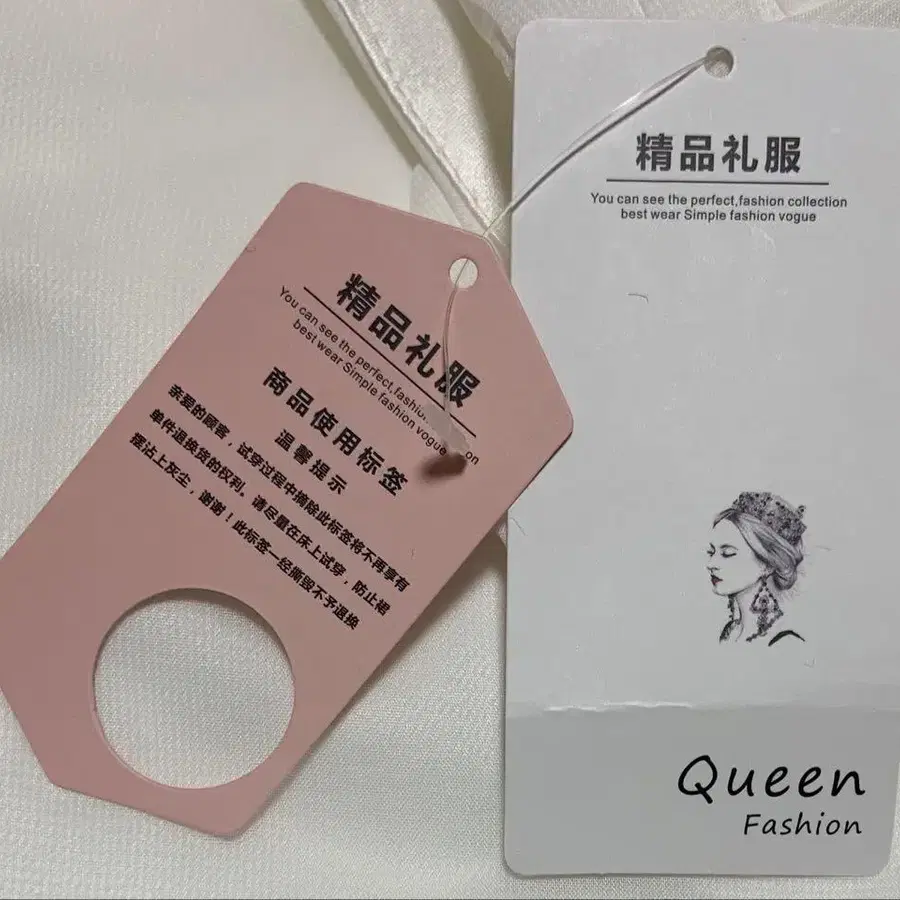 精品礼服
You can see the perfect,fashion collection
best wear Simple fashion vogue
Queen
Fashion
精品礼服
You can see the perfect,fashion on
best wear Simple fashion vogue
商品使用标签
温馨提示
亲爱的顾客，试穿过程中摘除此标签将不再享有
单件退换货的权利。请尽量在床上试穿，防止裙
摆沾上灰尘，谢谢！此标签一经撕毁不予退换